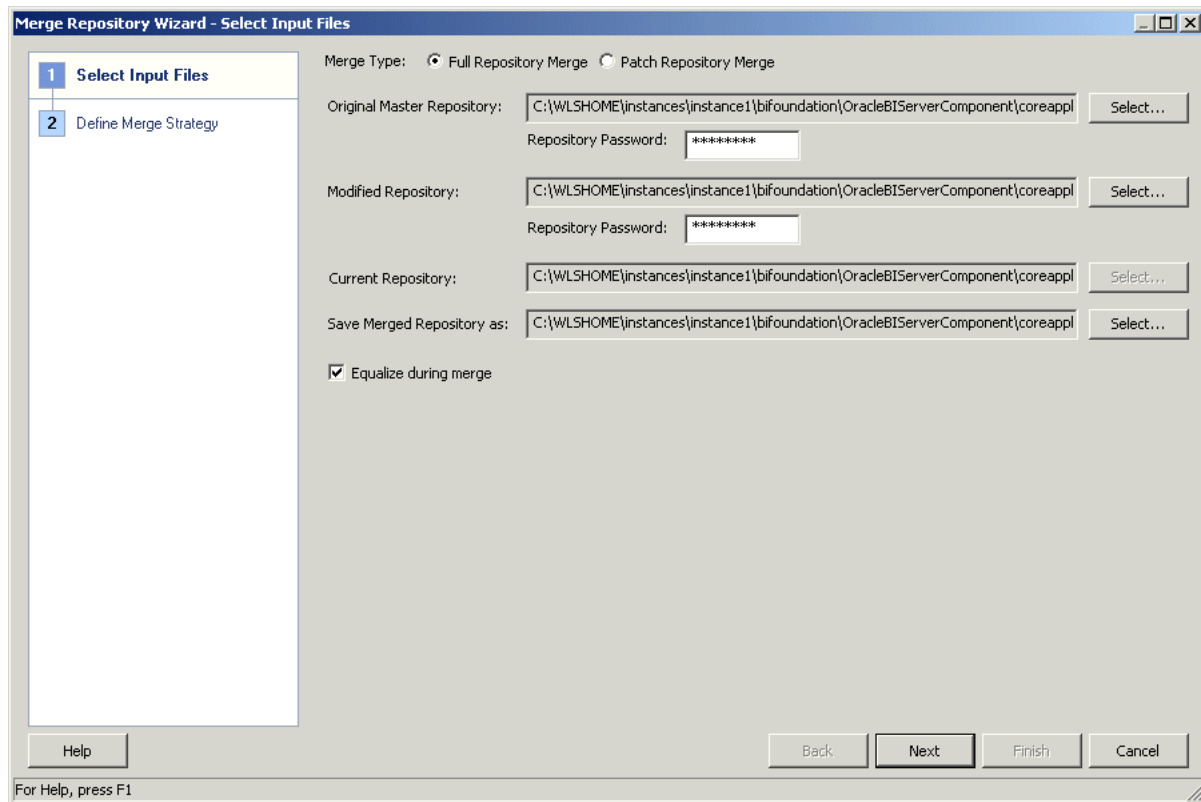 Merge Repository Wizard - Select Input Files
1 Select Input Files
2 Define Merge Strategy
Merge Type: Full Repository Merge Patch Repository Merge
Original Master Repository: C:\WLSHOME\instances\instance1\bifoundation\OracleBIServerComponent\coreappl Select...
Repository Password: ********
Modified Repository: C:\WLSHOME\instances\instance1\bifoundation\OracleBIServerComponent\coreappl Select...
Repository Password: ********
Current Repository: C:\WLSHOME\instances\instance1\bifoundation\OracleBIServerComponent\coreappl Select...
Save Merged Repository as: C:\WLSHOME\instances\instance1\bifoundation\OracleBIServerComponent\coreappl Select...
Equalize during merge
Help Back Next Finish Cancel
For Help, press F1